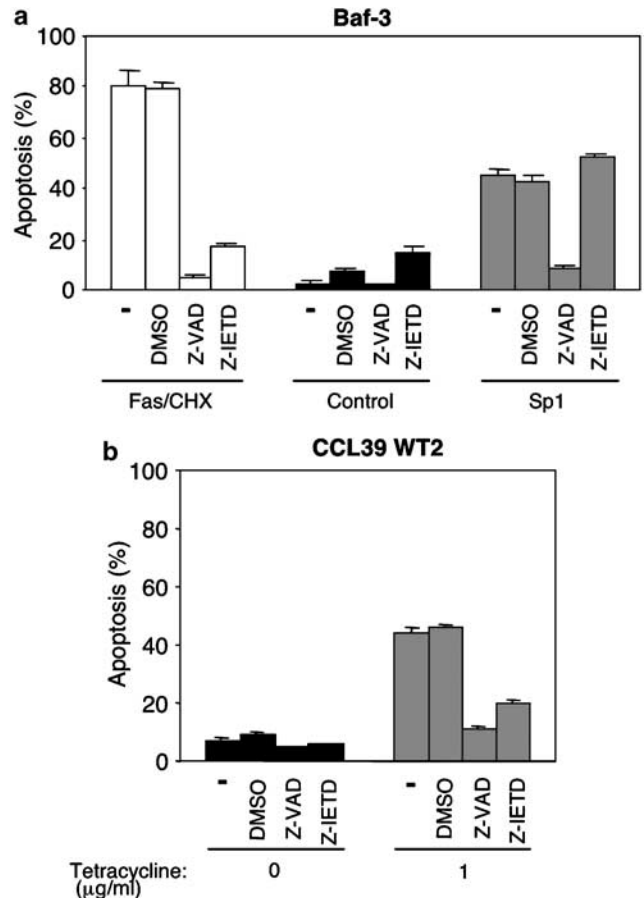 a
Baf-3
100
80
60
40
20
0
Apoptosis (%)
-
DMSO
Z-VAD
Z-IETD
-
DMSO
Z-VAD
Z-IETD
-
DMSO
Z-VAD
Z-IETD
Fas/CHX
Control
Sp1
b
CCL39 WT2
100
80
60
40
20
0
Apoptosis (%)
-
DMSO
Z-VAD
Z-IETD
-
DMSO
Z-VAD
Z-IETD
Tetracycline: 0 1
(μg/ml)